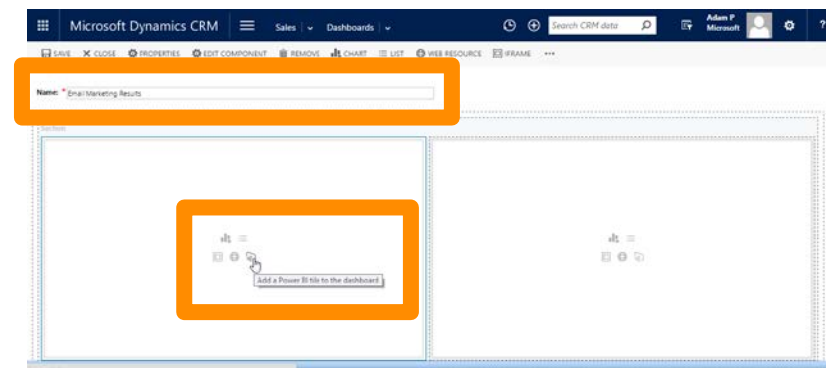 Microsoft Dynamics CRM Sales Dashboards Search CRM data Adam P
Microsoft ?
SAVE CLOSE PROPERTIES EDIT COMPONENT REMOVE CHART LIST WEB RESOURCE IFRAME •••
Name: * Email Marketing Results
Section
Add a Power BI tile to the dashboard